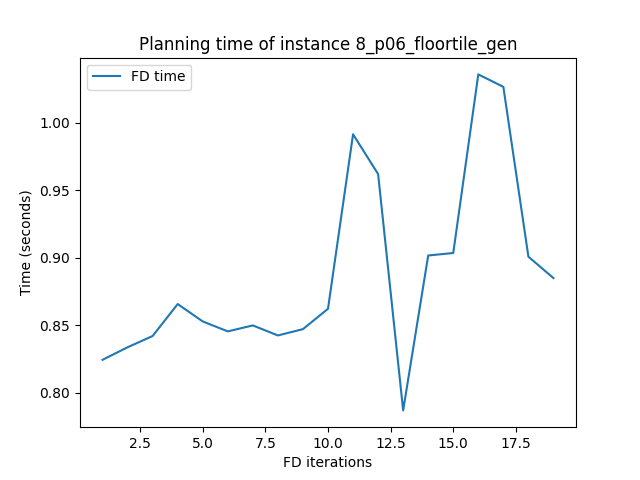 Planning time of instance 8_p06_floortile_gen
FD time
1.00
0.95
0.90
0.85
0.80
Time (seconds)
2.5 5.0 7.5 10.0 12.5 15.0 17.5
FD iterations